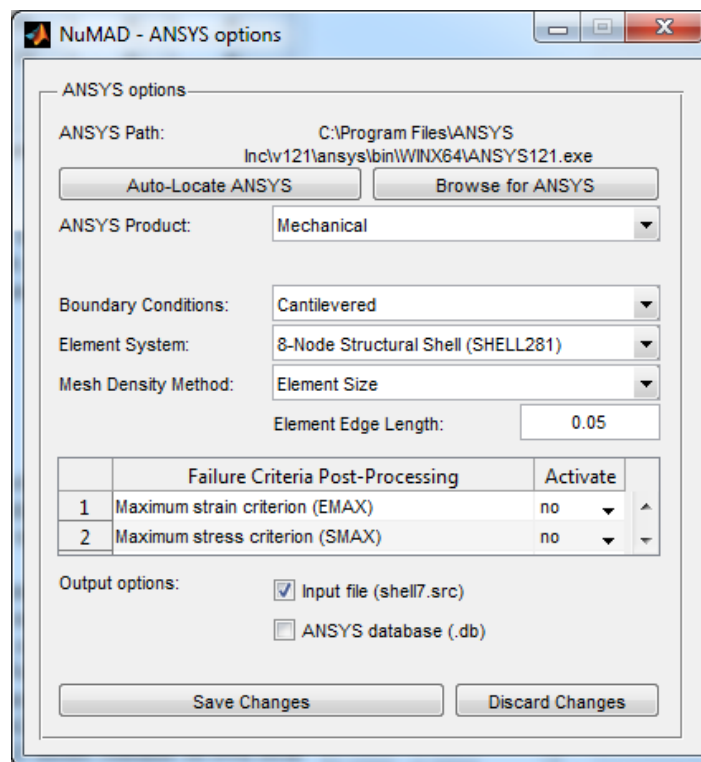 NuMAD - ANSYS options
ANSYS options
ANSYS Path: C:\Program Files\ANSYS
Inc\v121\ansys\bin\WINX64\ANSYS121.exe
Auto-Locate ANSYS Browse for ANSYS
ANSYS Product: Mechanical
Boundary Conditions: Cantilevered
Element System: 8-Node Structural Shell (SHELL281)
Mesh Density Method: Element Size
Element Edge Length: 0.05
Failure Criteria Post-Processing Activate
1 Maximum strain criterion (EMAX) no
2 Maximum stress criterion (SMAX) no
Output options: Input file (shell7.src)
ANSYS database (.db)
Save Changes Discard Changes